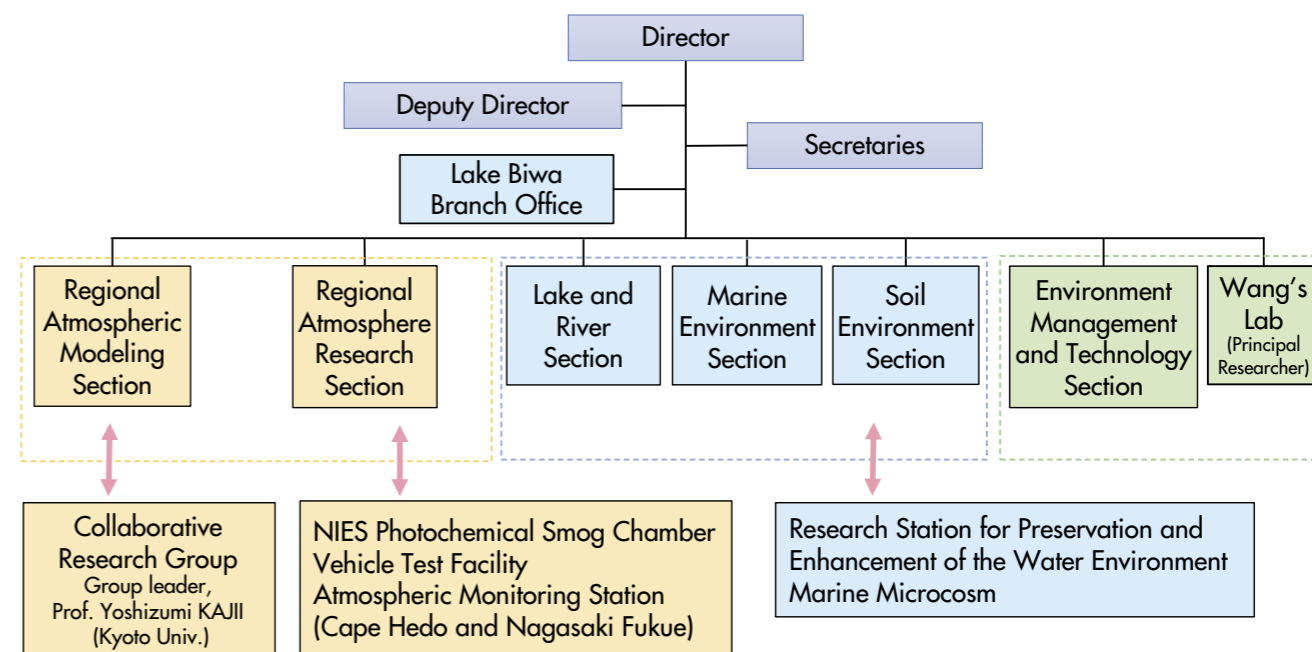 Director
Deputy Director
Secretaries
Lake Biwa
Branch Office
Regional
Atmospheric
Modeling
Section
Regional
Atmosphere
Research
Section
Lake and
River
Section
Marine
Environment
Section
Soil
Environment
Section
Environment
Management
and Technology
Section
Wang's
Lab
(Principal
Researcher)
Collaborative
Research Group
Group leader,
Prof. Yoshizumi KAJII
(Kyoto Univ.)
NIES Photochemical Smog Chamber
Vehicle Test Facility
Atmospheric Monitoring Station
(Cape Hedo and Nagasaki Fukue)
Research Station for Preservation and
Enhancement of the Water Environment
Marine Microcosm